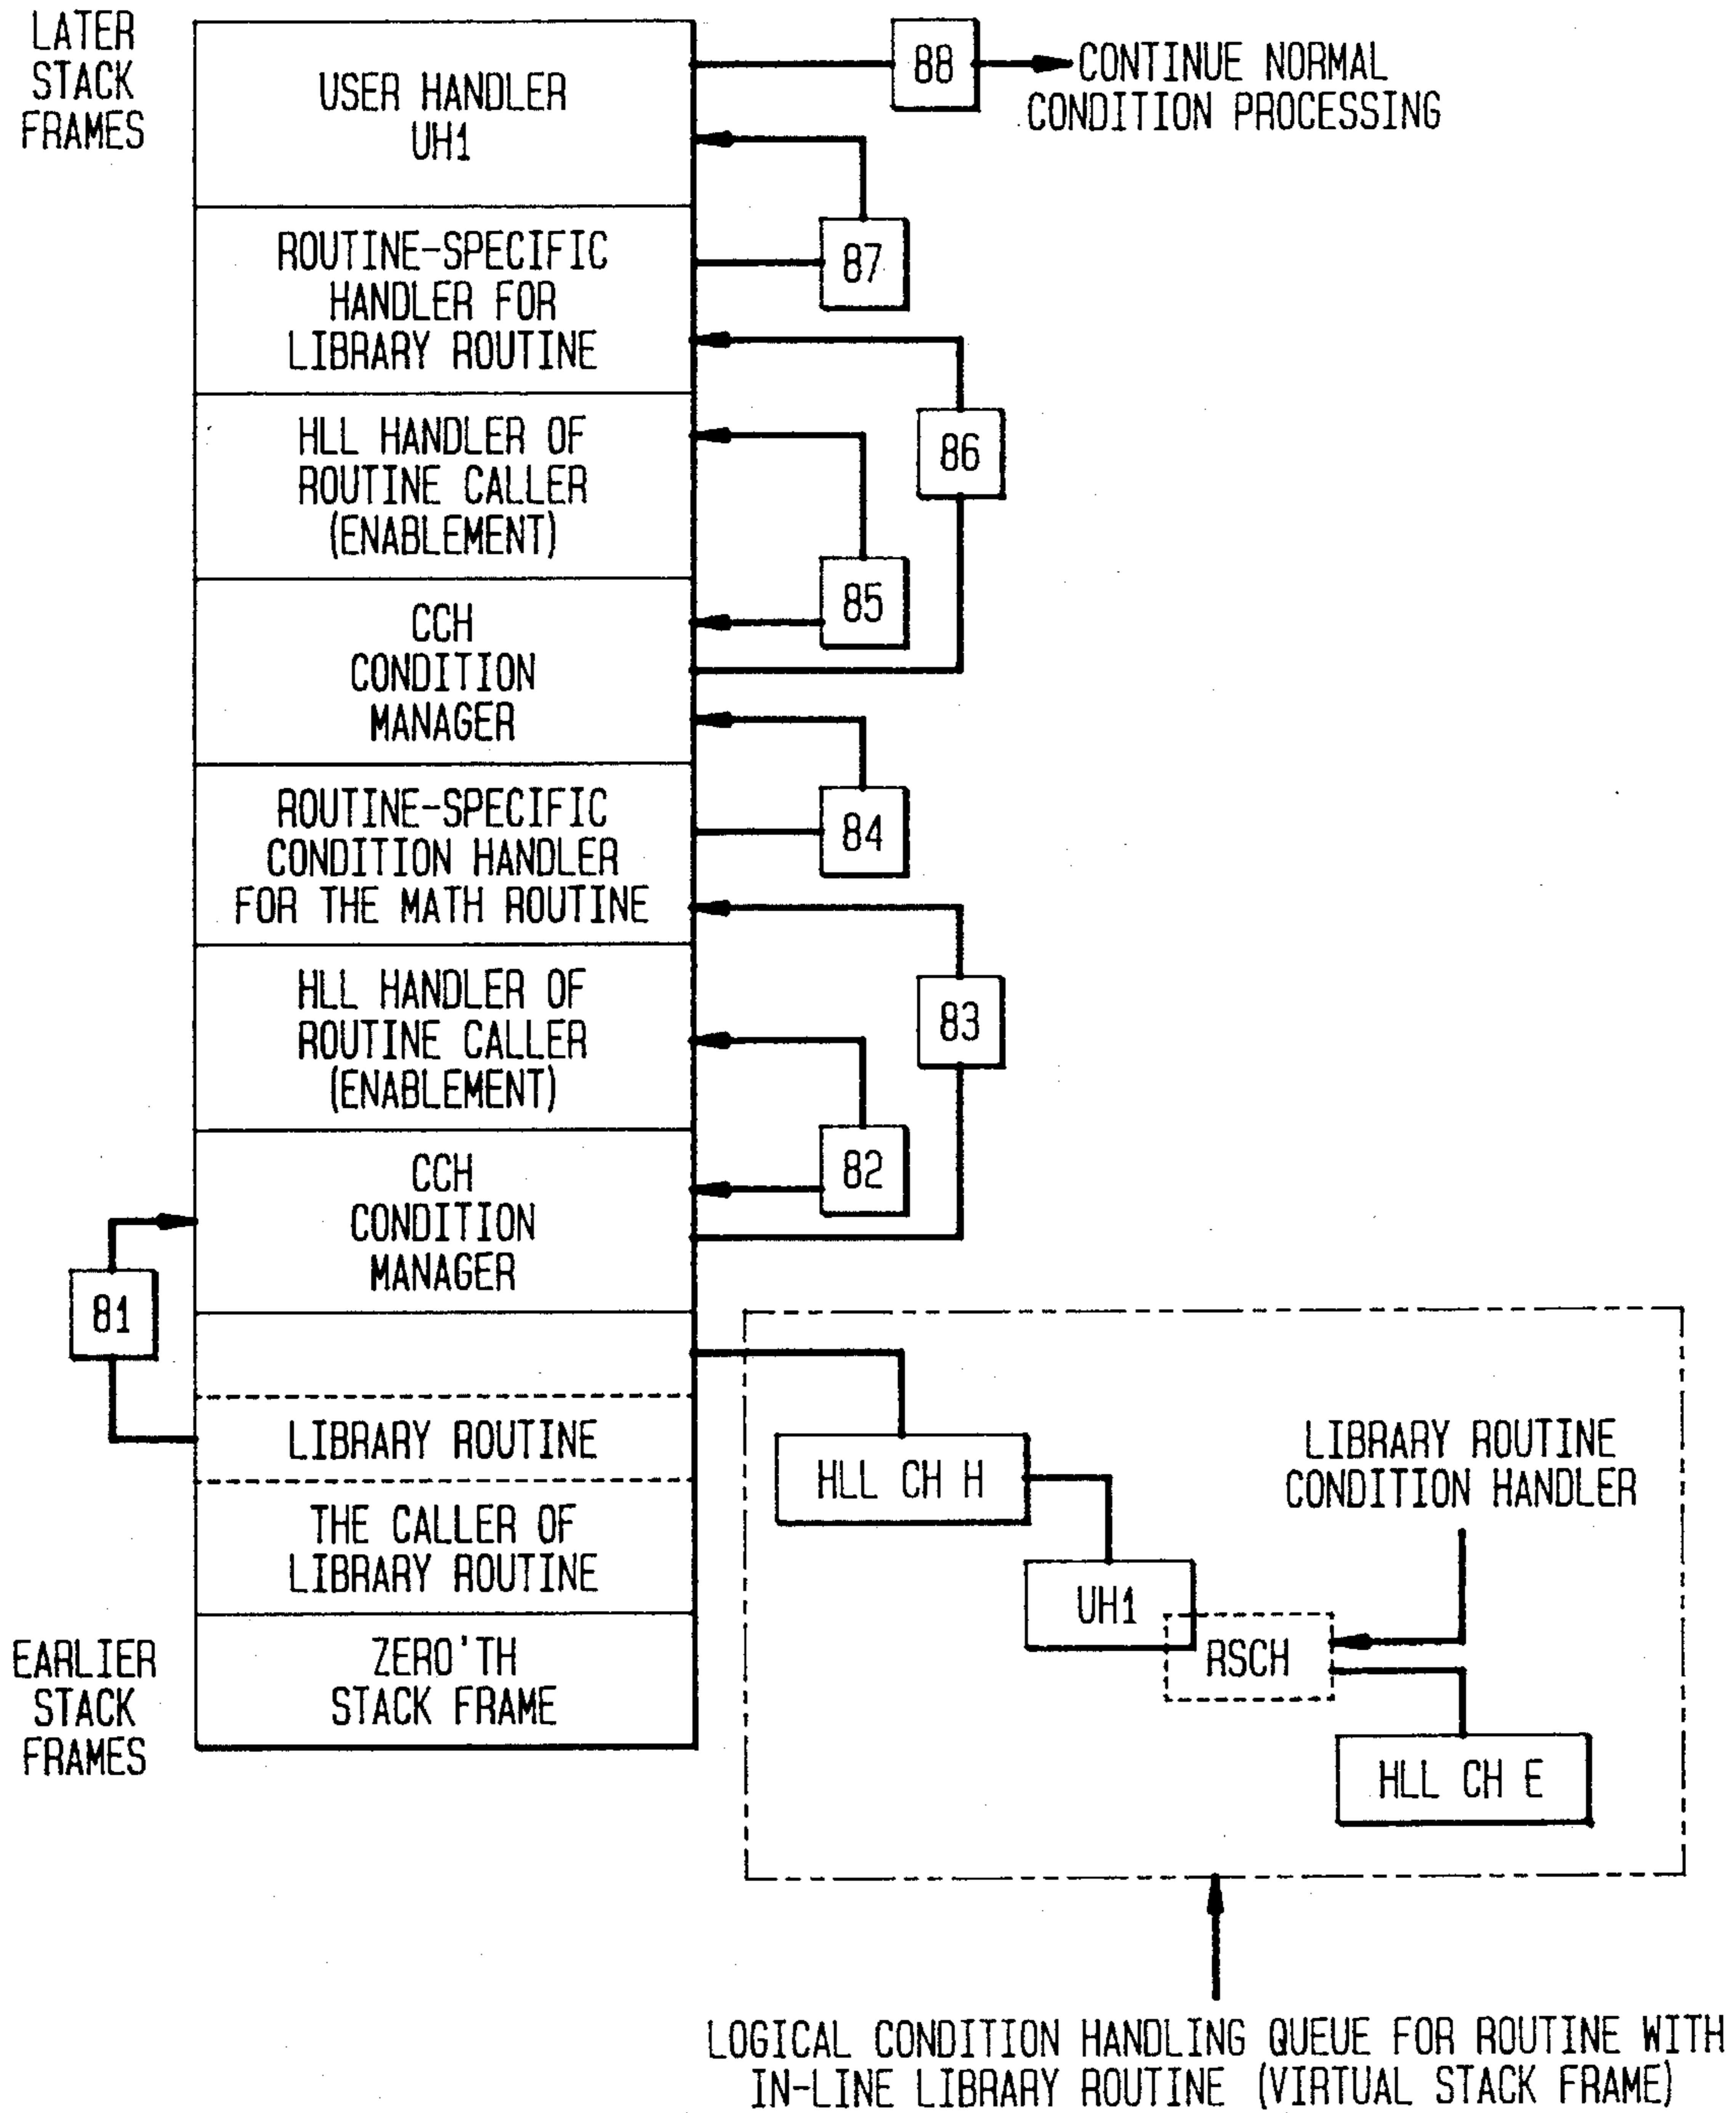 LATER
STACK
FRAMES
USER HANDLER
UH1
88
CONTINUE NORMAL
CONDITION PROCESSING
ROUTINE-SPECIFIC
HANDLER FOR
LIBRARY ROUTINE
87
HLL HANDLER OF
ROUTINE CALLER
(ENABLEMENT)
86
85
CCH
CONDITION
MANAGER
ROUTINE-SPECIFIC
CONDITION HANDLER
FOR THE MATH ROUTINE
84
HLL HANDLER OF
ROUTINE CALLER
(ENABLEMENT)
83
82
CCH
CONDITION
MANAGER
81
LIBRARY ROUTINE
THE CALLER OF
LIBRARY ROUTINE
EARLIER
STACK
FRAMES
ZERO'TH
STACK FRAME
HLL CH H
UH1
RSCH
LIBRARY ROUTINE
CONDITION HANDLER
HLL CH E
LOGICAL CONDITION HANDLING QUEUE FOR ROUTINE WITH
IN-LINE LIBRARY ROUTINE (VIRTUAL STACK FRAME)